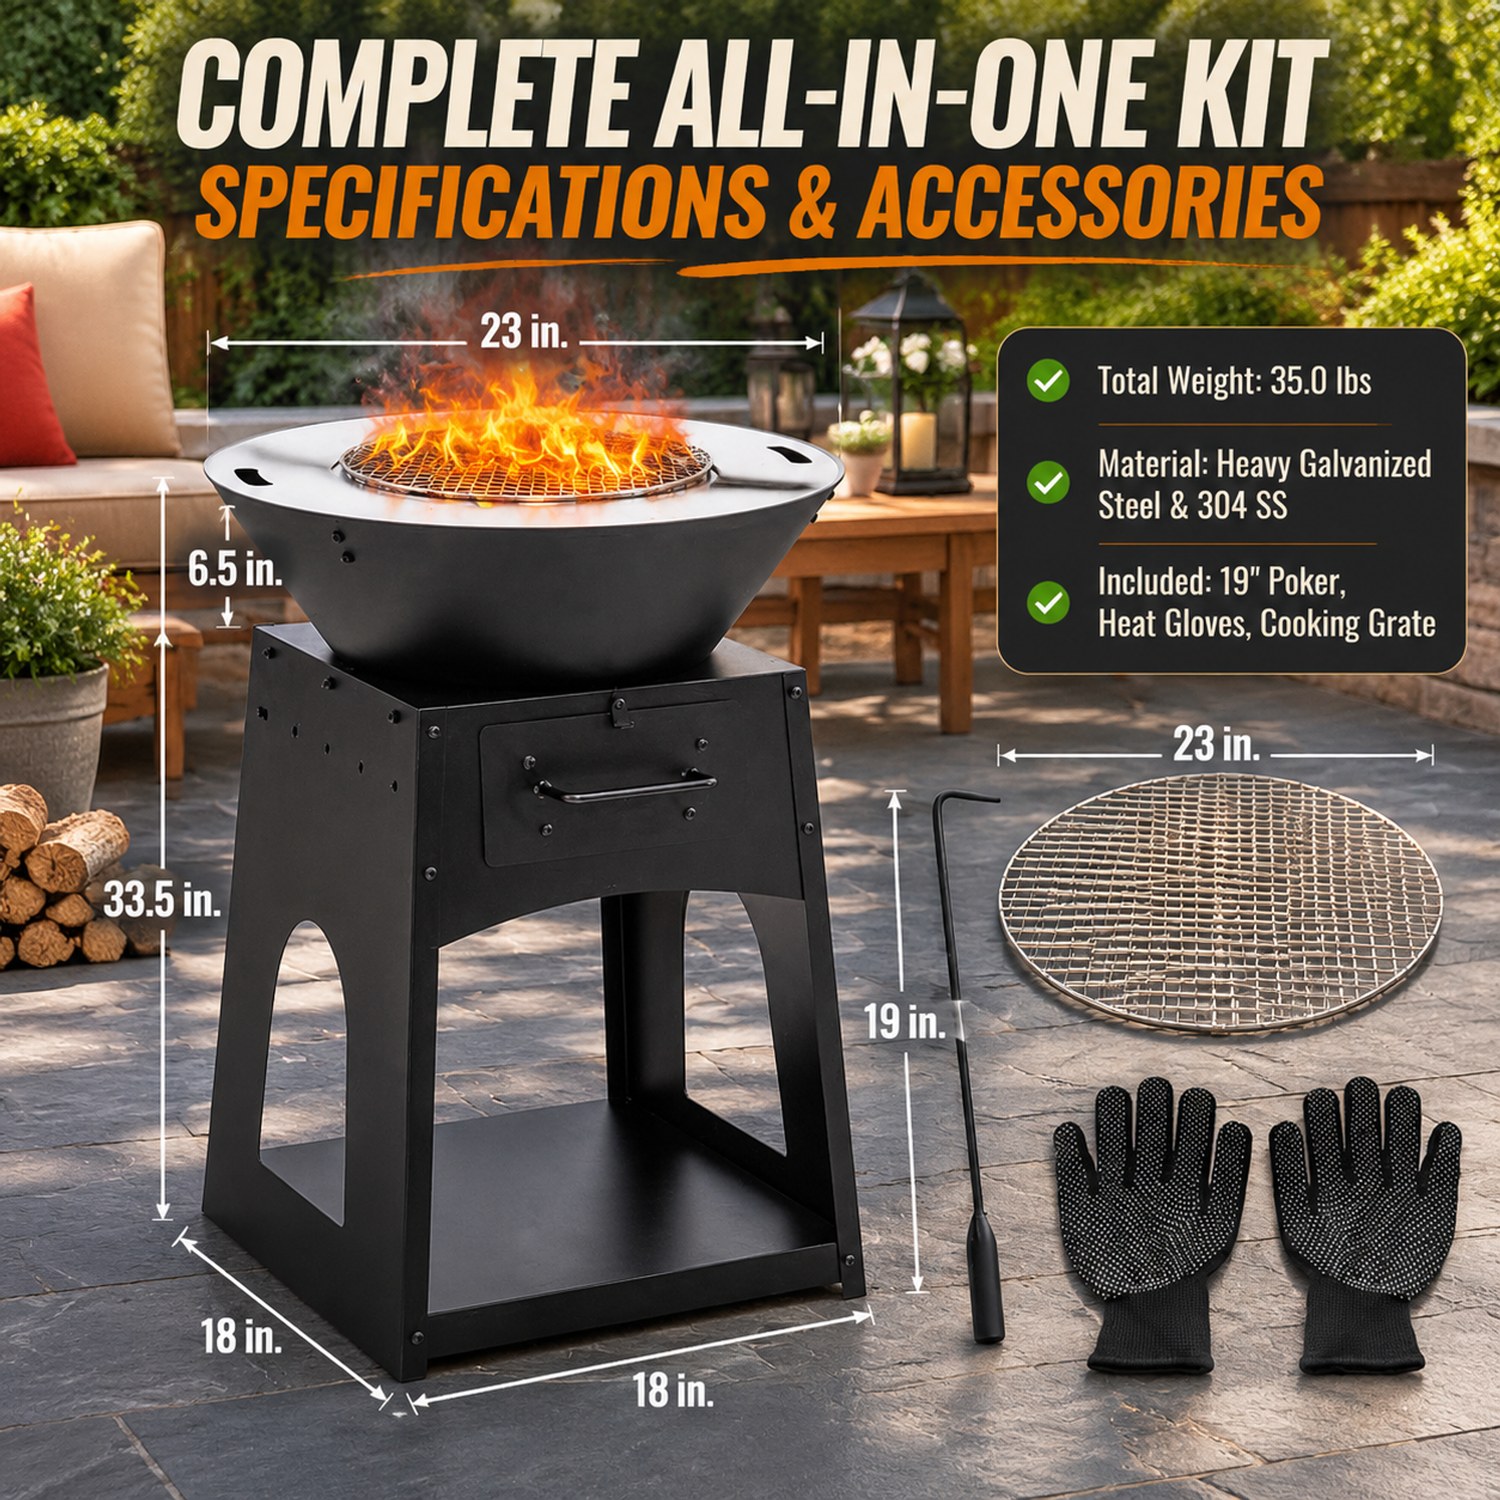 COMPLETE ALL-IN-ONE KIT
SPECIFICATIONS & ACCESSORIES
23 in.
Total Weight: 35.0 lbs
Material: Heavy Galvanized
Steel & 304 SS
Included: 19" Poker,
Heat Gloves, Cooking Grate
6.5 in.
33.5 in.
23 in.
19 in.
18 in.
18 in.